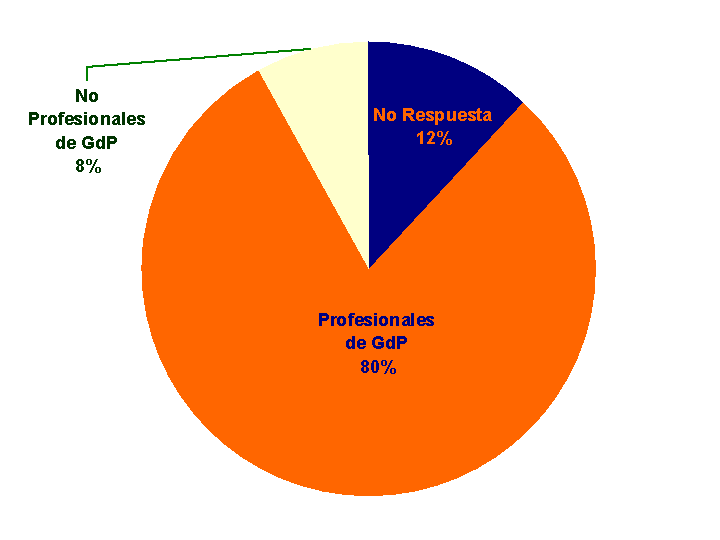 No
Profesionales
de GdP
8%
No Respuesta
12%
Profesionales
de GdP
80%